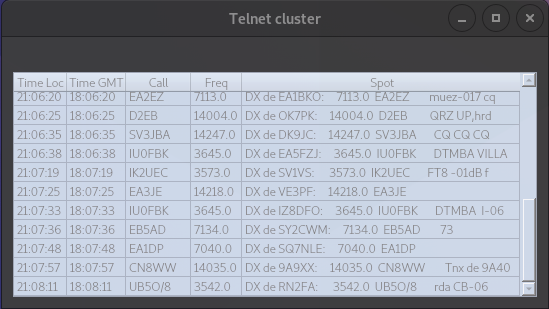 Telnet cluster
Time Loc Time GMT Call Freq Spot
21:06:20 18:06:20 EA2EZ 7113.0 DX de EA1BKO: 7113.0 EA2EZ muez-017 cq
21:06:25 18:06:25 D2EB 14004.0 DX de OK7PK: 14004.0 D2EB QRZ UP,hrd
21:06:35 18:06:35 SV3JBA 14247.0 DX de DK9JC: 14247.0 SV3JBA CQ CQ CQ
21:06:38 18:06:38 IU0FBK 3645.0 DX de EA5FZJ: 3645.0 IU0FBK DTMBA VILLA
21:07:19 18:07:19 IK2UEC 3573.0 DX de SV1VS: 3573.0 IK2UEC FT8 -01dB f
21:07:25 18:07:25 EA3JE 14218.0 DX de VE3PF: 14218.0 EA3JE
21:07:33 18:07:33 IU0FBK 3645.0 DX de IZ8DFO: 3645.0 IU0FBK DTMBA I-06
21:07:36 18:07:36 EB5AD 7134.0 DX de SY2CWM: 7134.0 EB5AD 73
21:07:48 18:07:48 EA1DP 7040.0 DX de SQ7NLE: 7040.0 EA1DP
21:07:57 18:07:57 CN8WW 14035.0 DX de 9A9XX: 14035.0 CN8WW Tnx de 9A40
21:08:11 18:08:11 UB5O/8 3542.0 DX de RN2FA: 3542.0 UB5O/8 rda CB-06